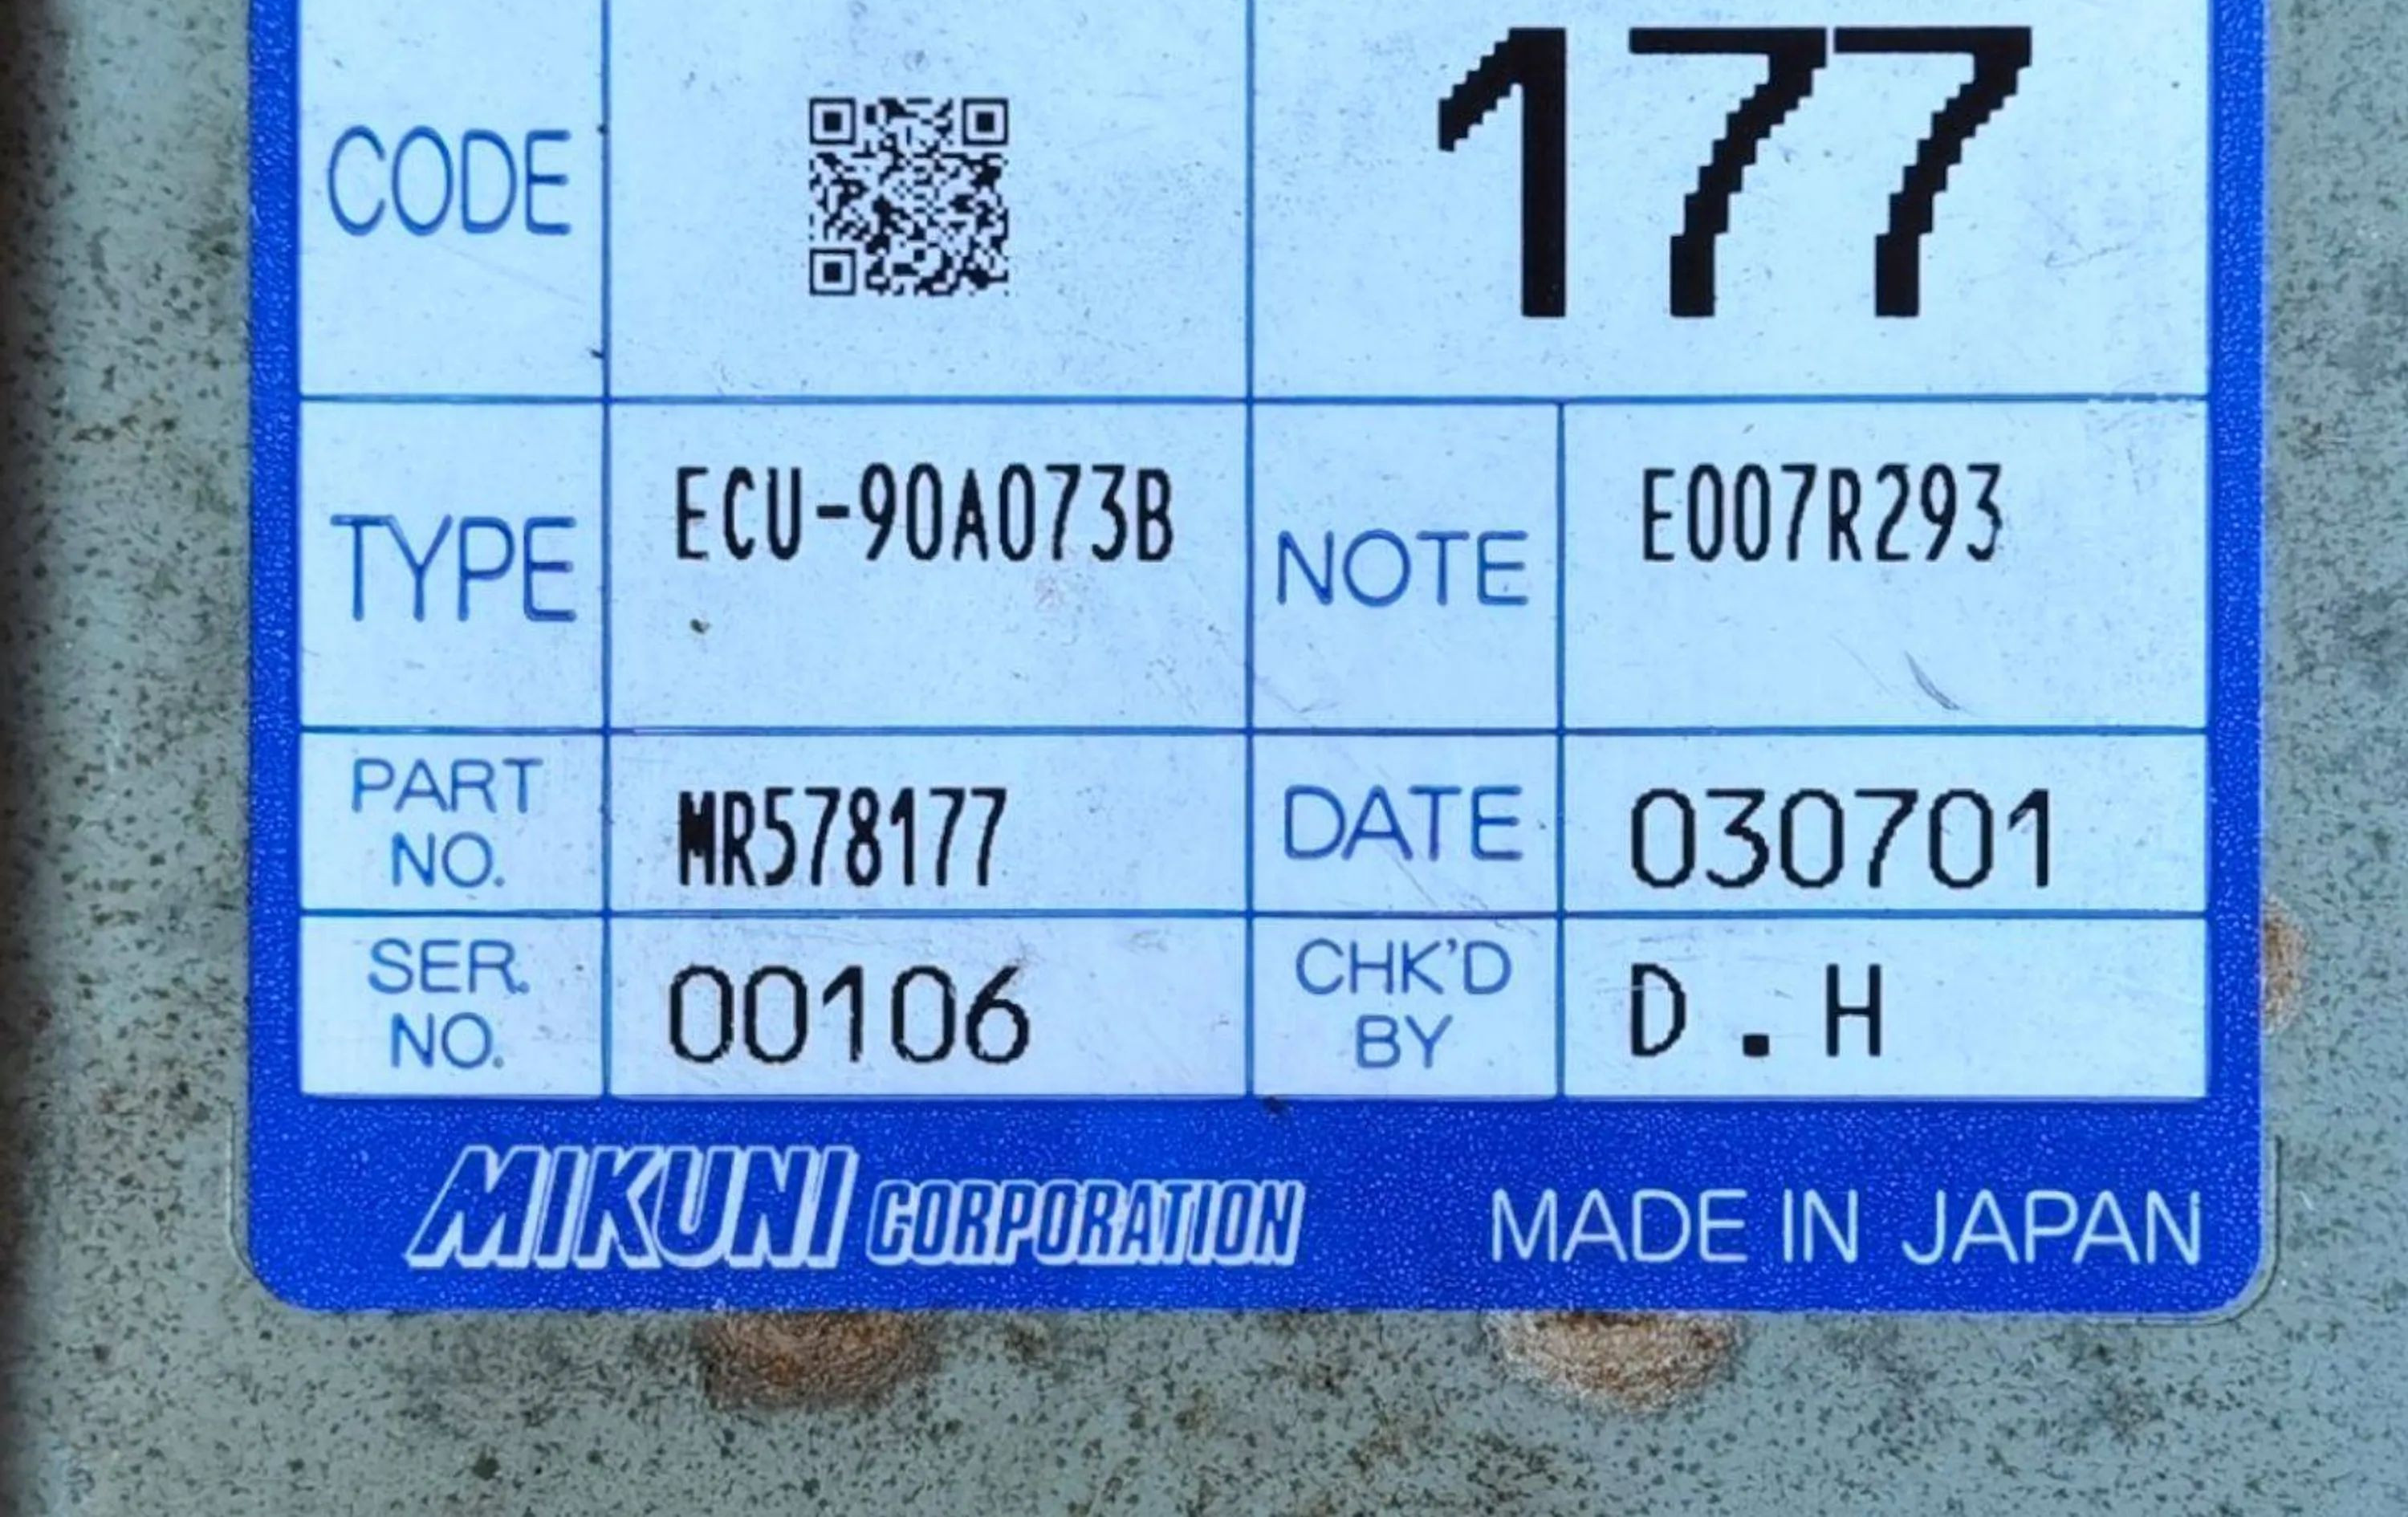 CODE
177
TYPE
ECU-90A073B
NOTE
E007R293
PART
NO.
MR578177
DATE
030701
SER.
NO.
00106
CHK'D
BY
D.H
MIKUNI CORPORATION
MADE IN JAPAN